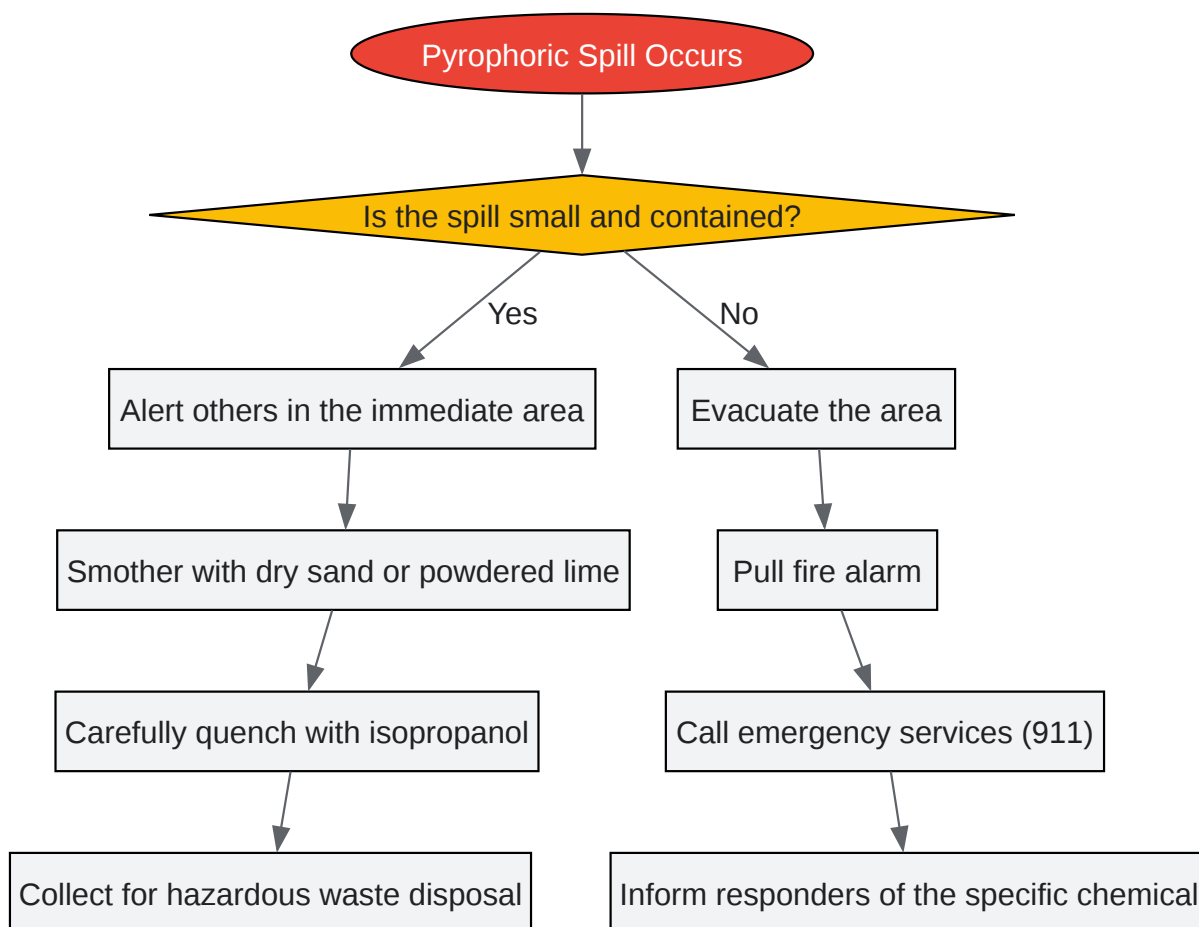 Pyrophoric Spill Occurs
Is the spill small and contained?
Yes
No
Alert others in the immediate area
Evacuate the area
Smother with dry sand or powdered lime
Pull fire alarm
Carefully quench with isopropanol
Call emergency services (911)
Collect for hazardous waste disposal
Inform responders of the specific chemical